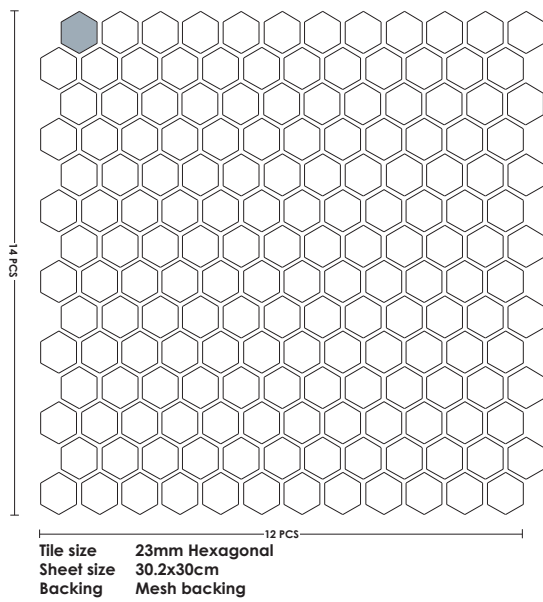 14 PCS
12 PCS
Tile size 23mm Hexagonal
Sheet size 30.2x30cm
Backing Mesh backing